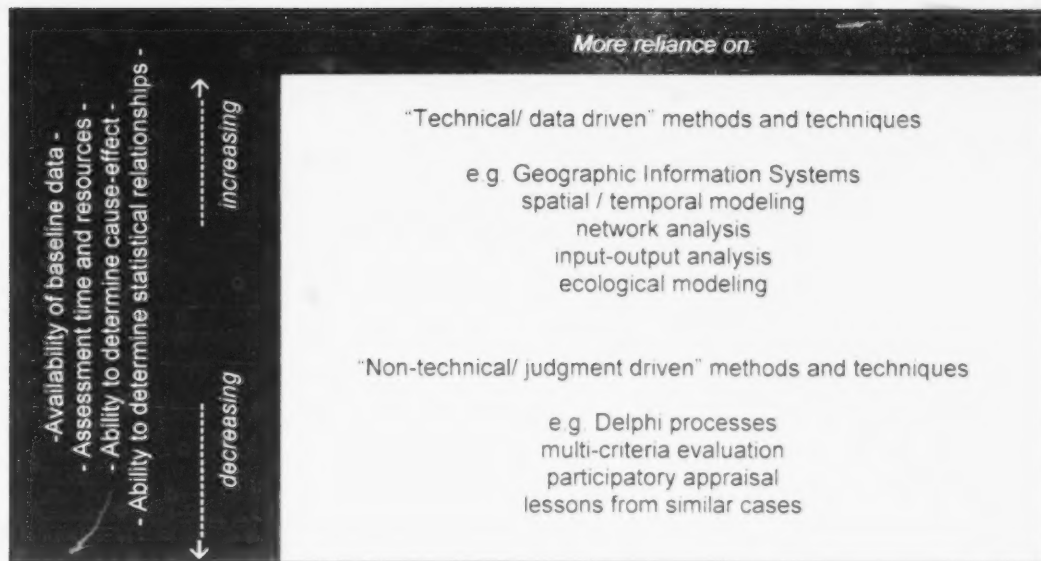 More reliance on:
-Availability of baseline data -
- Assessment time and resources -
- Ability to determine cause-effect -
- Ability to determine statistical relationships -
increasing
decreasing
"Technical/ data driven" methods and techniques
e.g. Geographic Information Systems
spatial / temporal modeling
network analysis
input-output analysis
ecological modeling
"Non-technical/ judgment driven" methods and techniques
e.g. Delphi processes
multi-criteria evaluation
participatory appraisal
lessons from similar cases